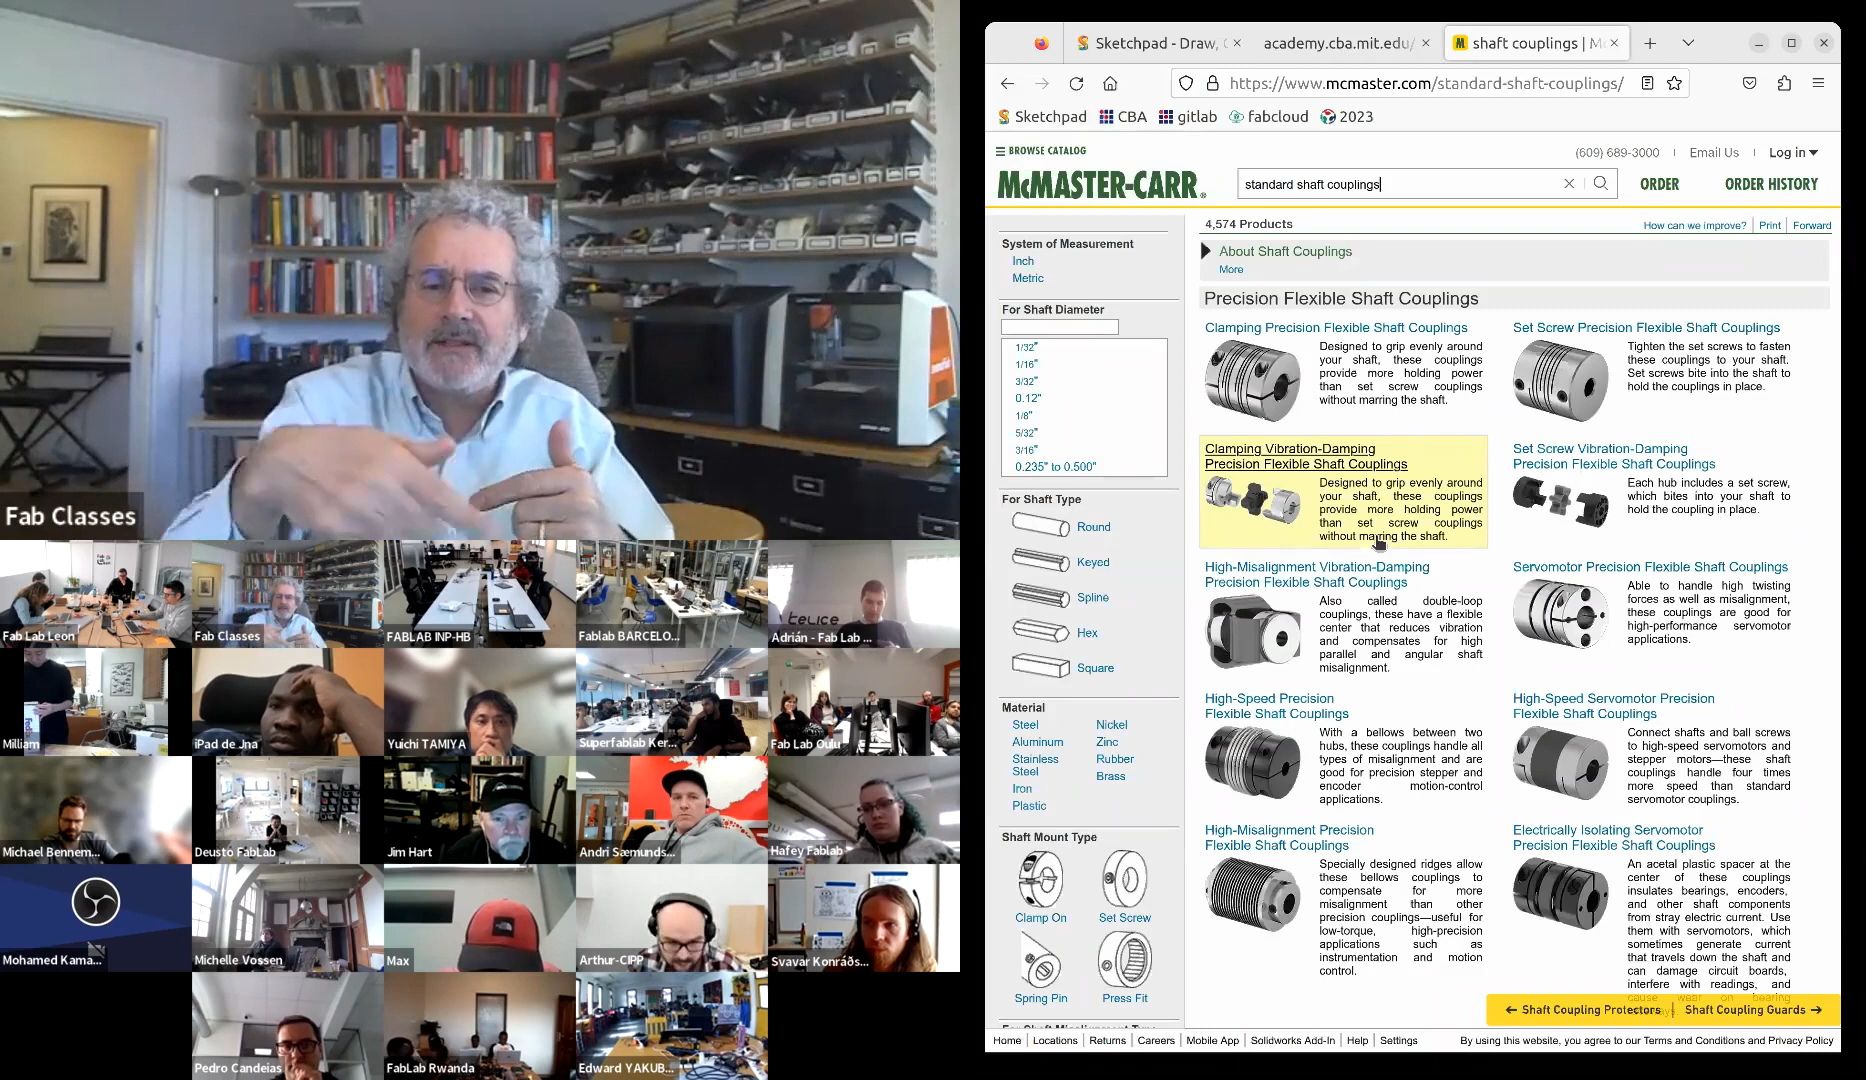 Fab Classes
Fab Lab Leon
Fab Classes
FABLAB INP-HB
Fablab BARCELO...
Adrián - Fab Lab ...
Milliam
iPad de Jna
Yuichi TAMIYA
Superfablab Ker...
Fab Lab Oulu
Michael Bennem...
Deusto FabLab
Jim Hart
Andri Sæmunds...
Hafey Fablab
Mohamed Kama...
Michelle Vossen
Max
Arthur-CIPP
Svavar Konráðs...
Pedro Candeias
FabLab Rwanda
Edward YAKUB...
Sketchpad - Draw,
academy.cba.mit.edu/
shaft couplings | Mc
https://www.mcmaster.com/standard-shaft-couplings/
Sketchpad CBA gitlab fabcloud 2023
BROWSE CATALOG
(609) 689-3000 Email Us Log in
McMASTER-CARR
standard shaft couplings
ORDER ORDER HISTORY
System of Measurement
Inch
Metric
For Shaft Diameter
1/32"
1/16"
3/32"
0.12"
1/8"
5/32"
3/16"
0.235" to 0.500"
For Shaft Type
Round
Keyed
Spline
Hex
Square
Material
Steel Nickel
Aluminum Zinc
Stainless Rubber
Steel
Brass
Iron
Plastic
Shaft Mount Type
Clamp On Set Screw
Spring Pin Press Fit
4,574 Products
How can we improve? Print Forward
About Shaft Couplings
More
Precision Flexible Shaft Couplings
Clamping Precision Flexible Shaft Couplings
Designed to grip evenly around
your shaft, these couplings
provide more holding power
than set screw couplings
without marring the shaft.
Set Screw Precision Flexible Shaft Couplings
Tighten the set screws to fasten
these couplings to your shaft.
Set screws bite into the shaft to
hold the couplings in place.
Clamping Vibration-Damping
Precision Flexible Shaft Couplings
Designed to grip evenly around
your shaft, these couplings
provide more holding power
than set screw couplings
without marring the shaft.
Set Screw Vibration-Damping
Precision Flexible Shaft Couplings
Each hub includes a set screw,
which bites into your shaft to
hold the coupling in place.
High-Misalignment Vibration-Damping
Precision Flexible Shaft Couplings
Also called double-loop
couplings, these have a flexible
center that reduces vibration
and compensates for high
parallel and angular shaft
misalignment.
Servomotor Precision Flexible Shaft Couplings
Able to handle high twisting
forces as well as misalignment,
these couplings are good for
high-performance servomotor
applications.
High-Speed Precision
Flexible Shaft Couplings
With a bellows between two
hubs, these couplings handle all
types of misalignment and are
good for precision stepper and
encoder motion-control
applications.
High-Speed Servomotor Precision
Flexible Shaft Couplings
Connect shafts and ball screws
to high-speed servomotors and
stepper motors—these shaft
couplings handle four times
more speed than standard
servomotor couplings.
High-Misalignment Precision
Flexible Shaft Couplings
Specially designed ridges allow
these bellows couplings to
compensate for more
misalignment than other
precision couplings—useful for
low-torque, high-precision
applications such as
instrumentation and motion
control.
Electrically Isolating Servomotor
Precision Flexible Shaft Couplings
An acetal plastic spacer at the
center of these couplings
insulates bearings, encoders,
and other shaft components
from stray electric current. Use
them with servomotors, which
sometimes generate current
that travels down the shaft and
can damage circuit boards,
interfere with readings, and
cause wear on bearing
Shaft Coupling Protectors Shaft Coupling Guards
Home Locations Returns Careers Mobile App Solidworks Add-In Help Settings
By using this website, you agree to our Terms and Conditions and Privacy Policy